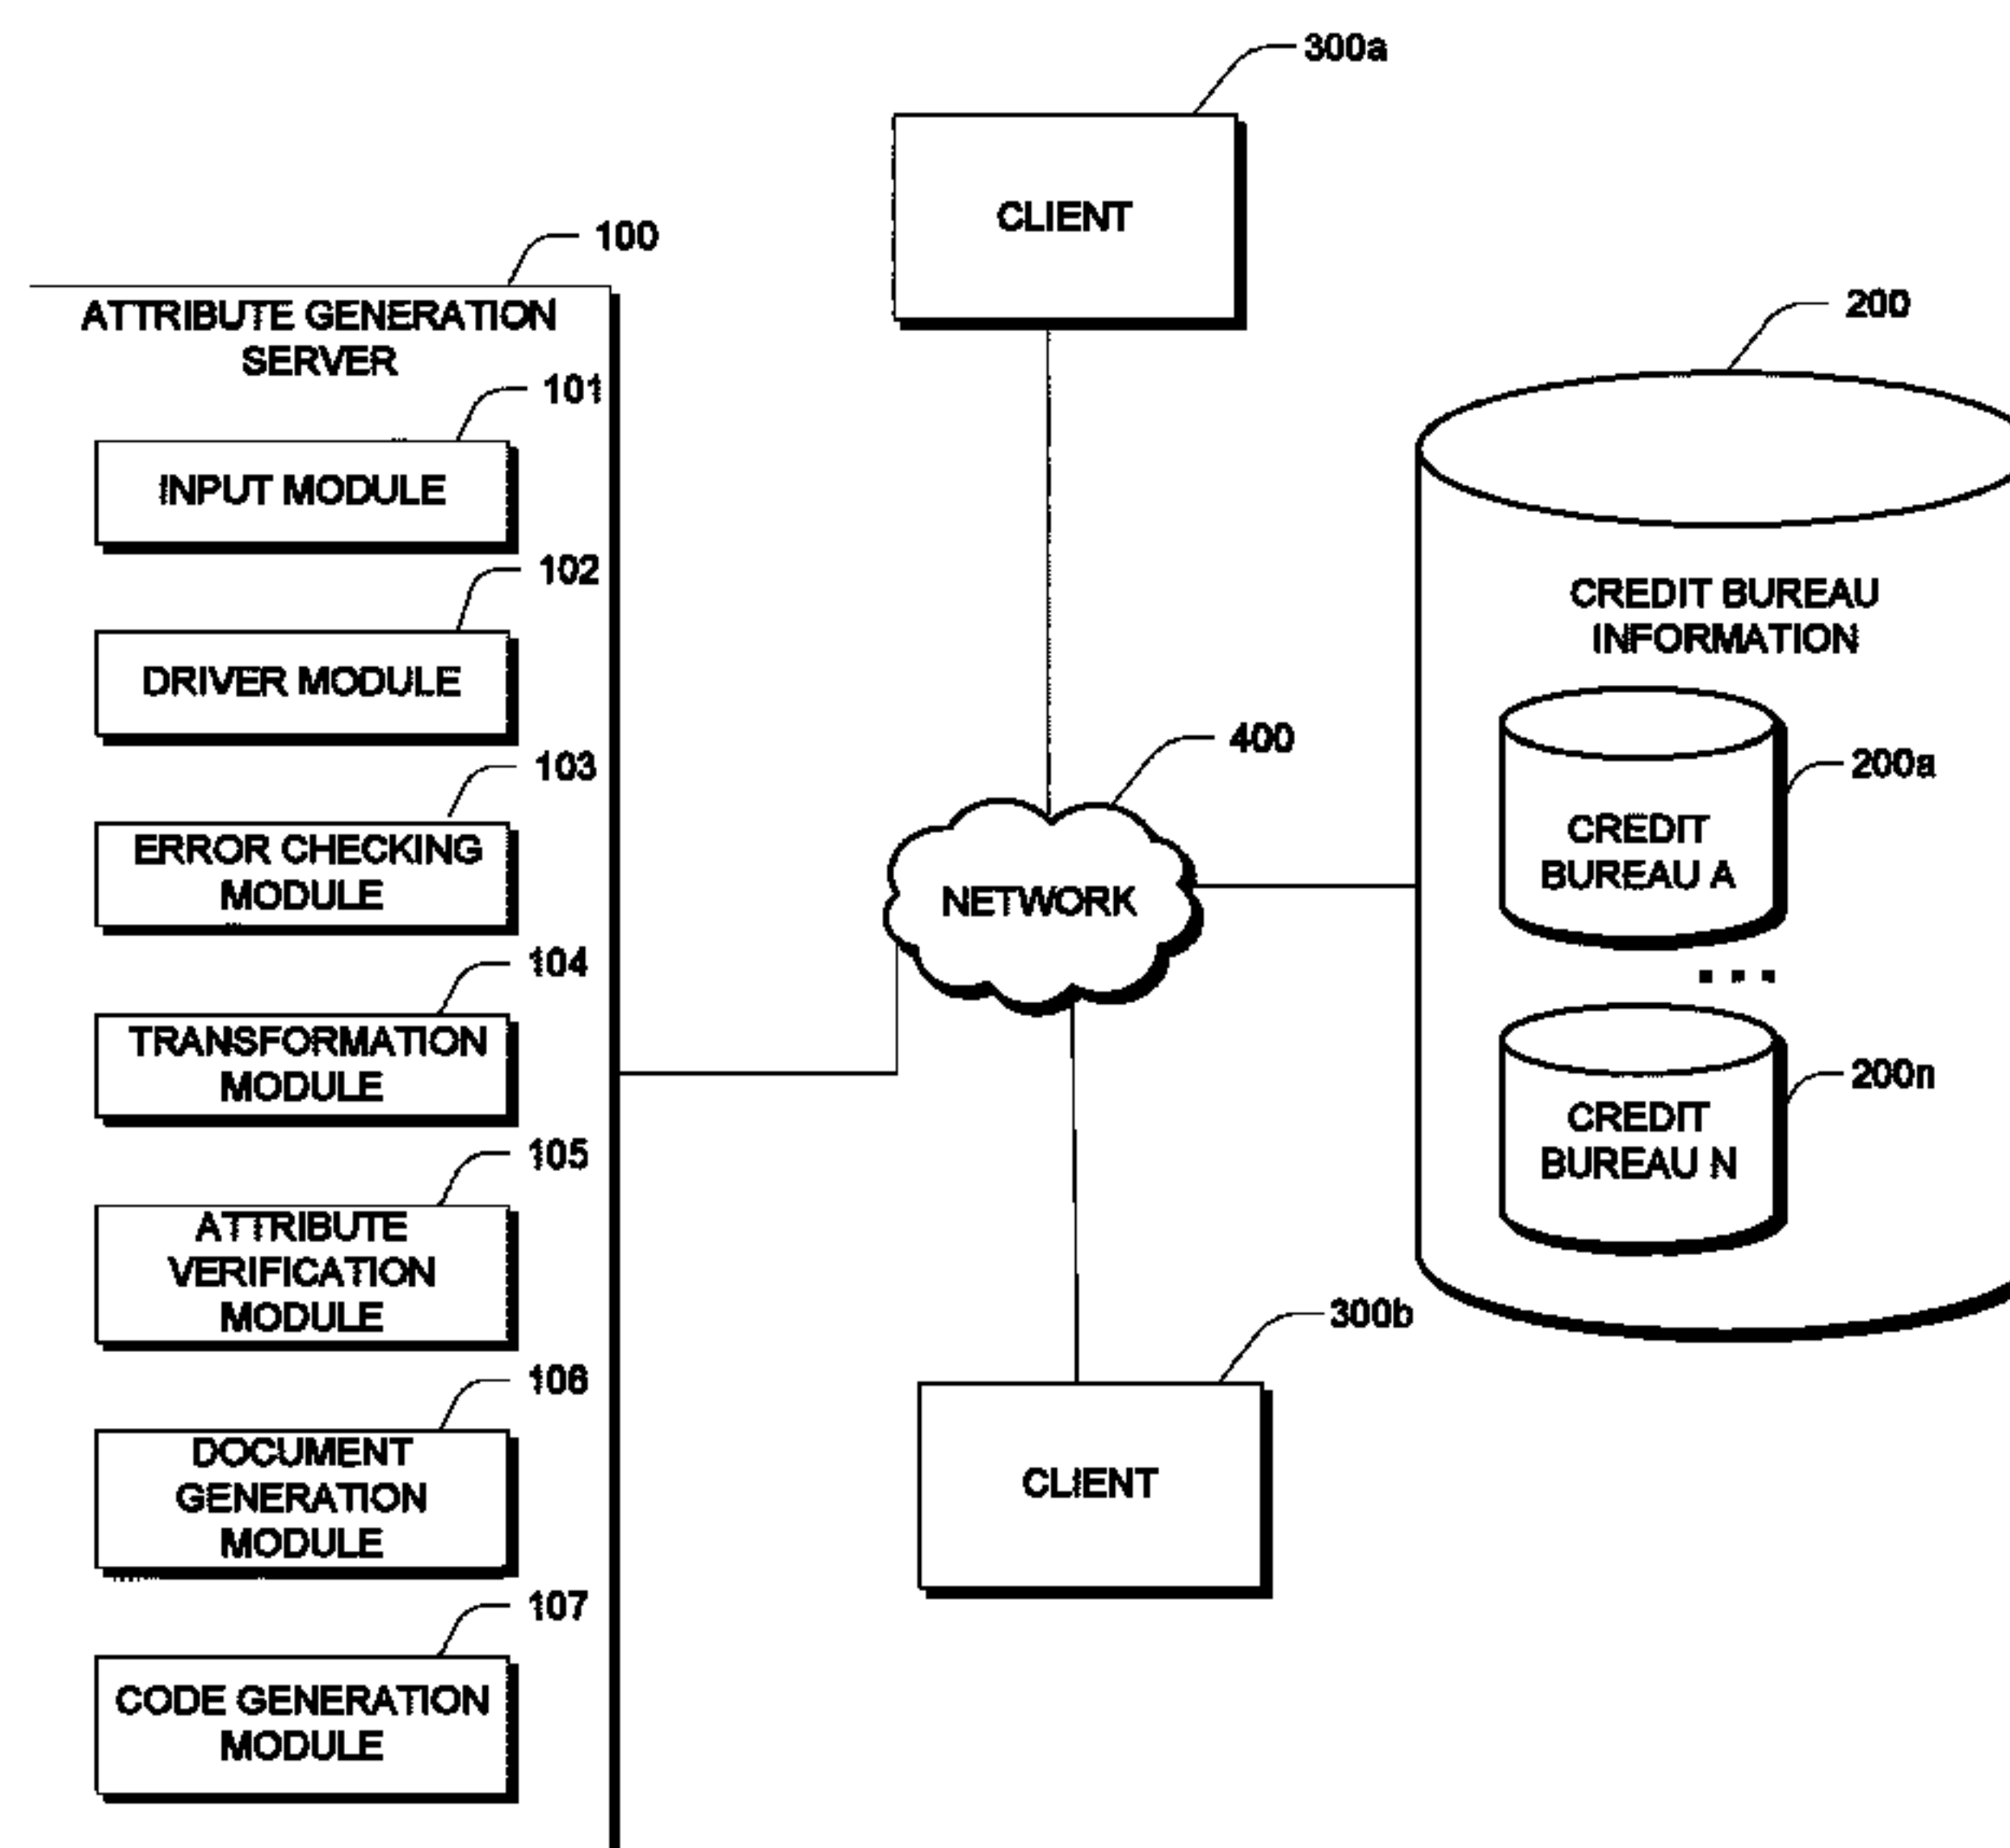 300a
CLIENT
100
ATTRIBUTE GENERATION
SERVER
101
INPUT MODULE
102
DRIVER MODULE
103
ERROR CHECKING
MODULE
104
TRANSFORMATION
MODULE
105
ATTRIBUTE
VERIFICATION
MODULE
106
DOCUMENT
GENERATION
MODULE
107
CODE GENERATION
MODULE
400
NETWORK
300b
CLIENT
200
CREDIT BUREAU
INFORMATION
200a
CREDIT
BUREAU A
...
200n
CREDIT
BUREAU N